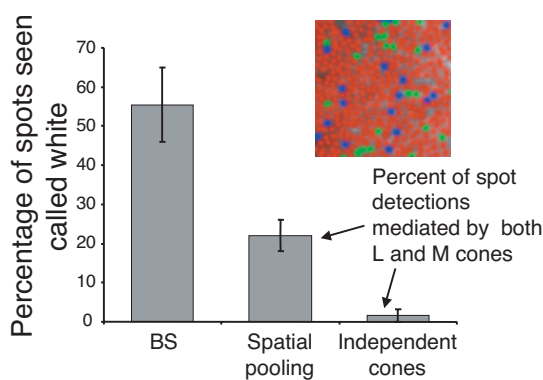 Percentage of spots seen
called white
70
60
50
40
30
20
10
0
Percent of spot
detections
mediated by both
L and M cones
BS
Spatial
pooling
Independent
cones